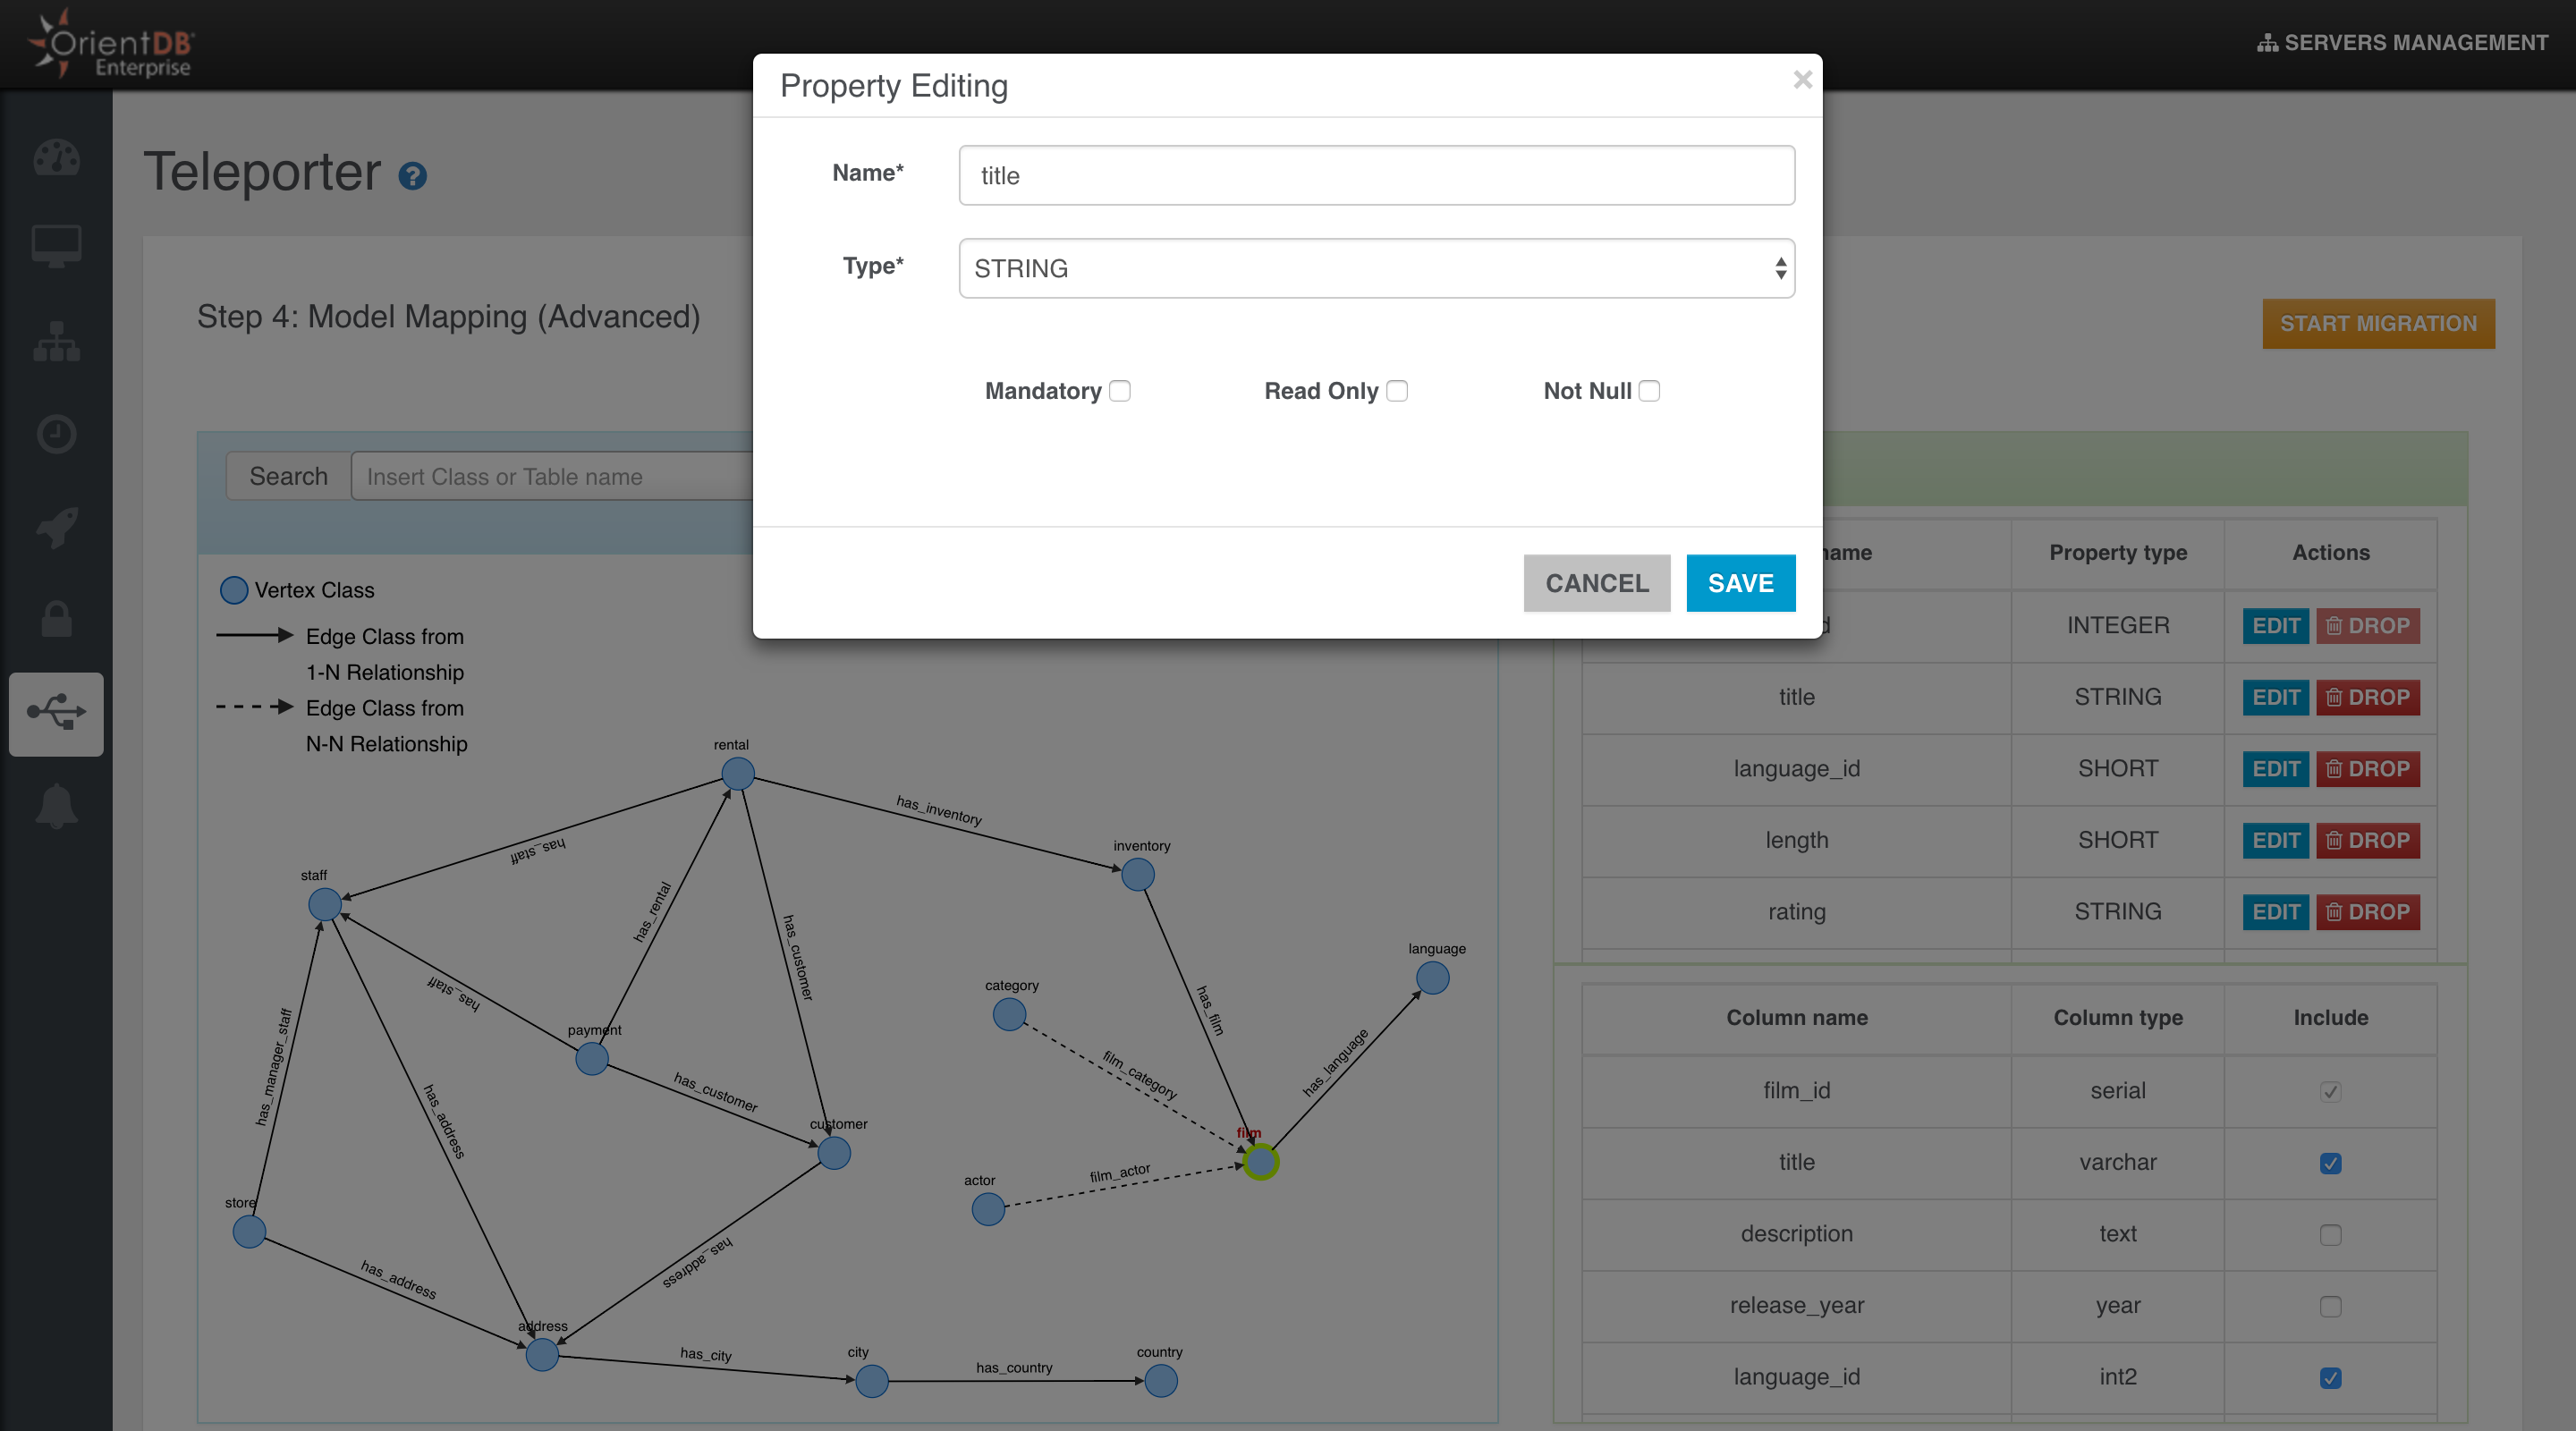 OrientDB
Enterprise
SERVERS MANAGEMENT
Property Editing
×
Name*
title
Type*
STRING
Mandatory
Read Only
Not Null
CANCEL
SAVE
Teleporter ?
Step 4: Model Mapping (Advanced)
START MIGRATION
Search
Insert Class or Table name
Vertex Class
Edge Class from
1-N Relationship
Edge Class from
N-N Relationship
rental
has_inventory
inventory
has_staff
staff
has_rental
has_customer
language
category
has_film
has_staff
payment
has_manager_staff
has_language
film_category
has_customer
has_address
customer
film
film_actor
actor
store
has_address
has_address
address
has_city
city
has_country
country
name
Property type
Actions
d
INTEGER
EDIT
DROP
title
STRING
EDIT
DROP
language_id
SHORT
EDIT
DROP
length
SHORT
EDIT
DROP
rating
STRING
EDIT
DROP
Column name
Column type
Include
film_id
serial
title
varchar
description
text
release_year
year
language_id
int2